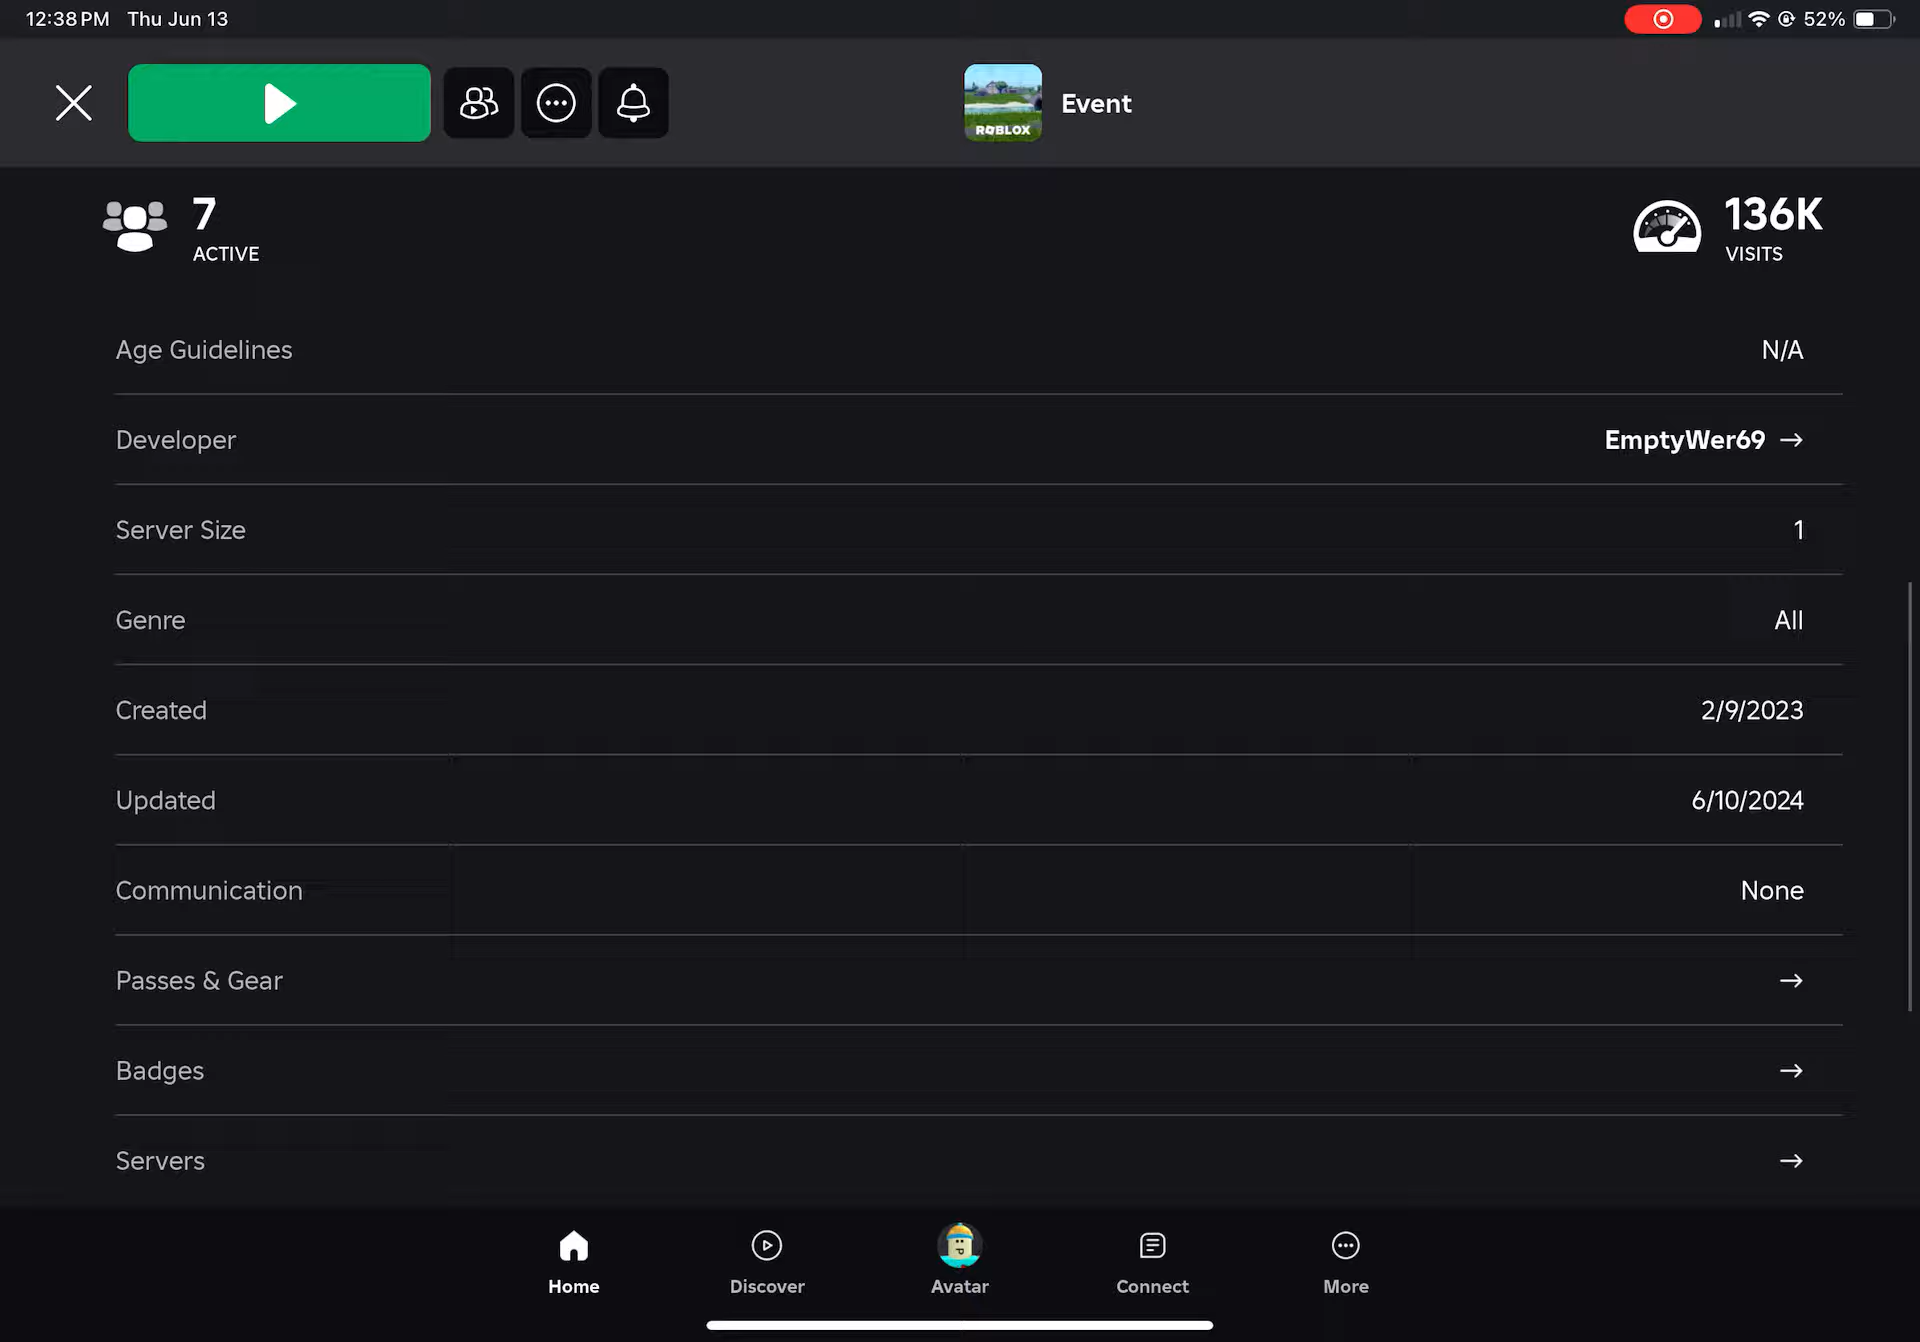 12:38 PM Thu Jun 13
52%
ROBLOX
Event
7
ACTIVE
136K
VISITS
Age Guidelines
N/A
Developer
EmptyWer69 →
Server Size
1
Genre
All
Created
2/9/2023
Updated
6/10/2024
Communication
None
Passes & Gear
→
Badges
→
Servers
→
Home
Discover
Avatar
Connect
More